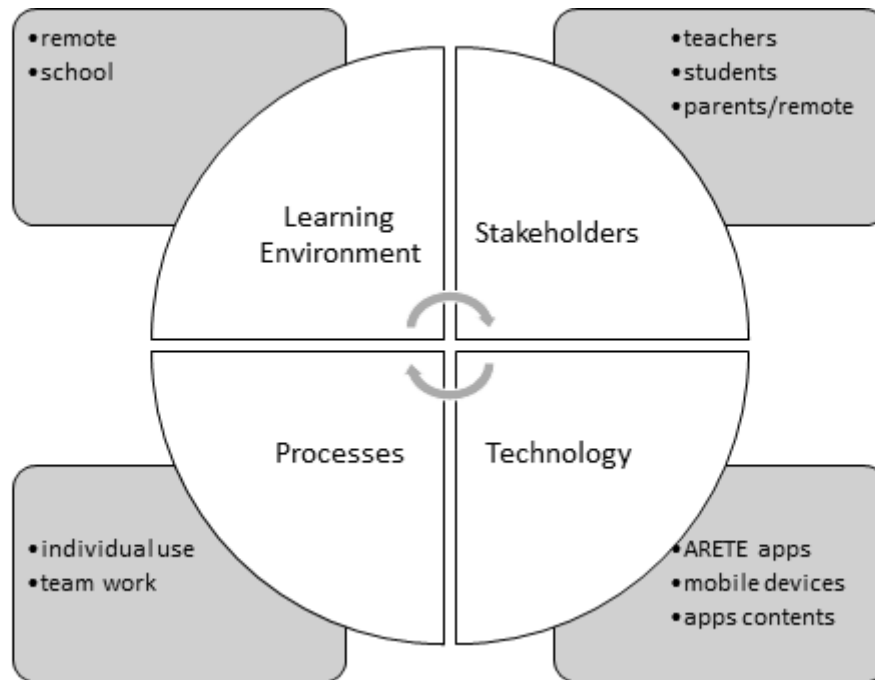 •remote
•school
•teachers
•students
•parents/remote
Learning
Environment
Stakeholders
Processes
Technology
•individual use
•team work
•ARETE apps
•mobile devices
•apps contents